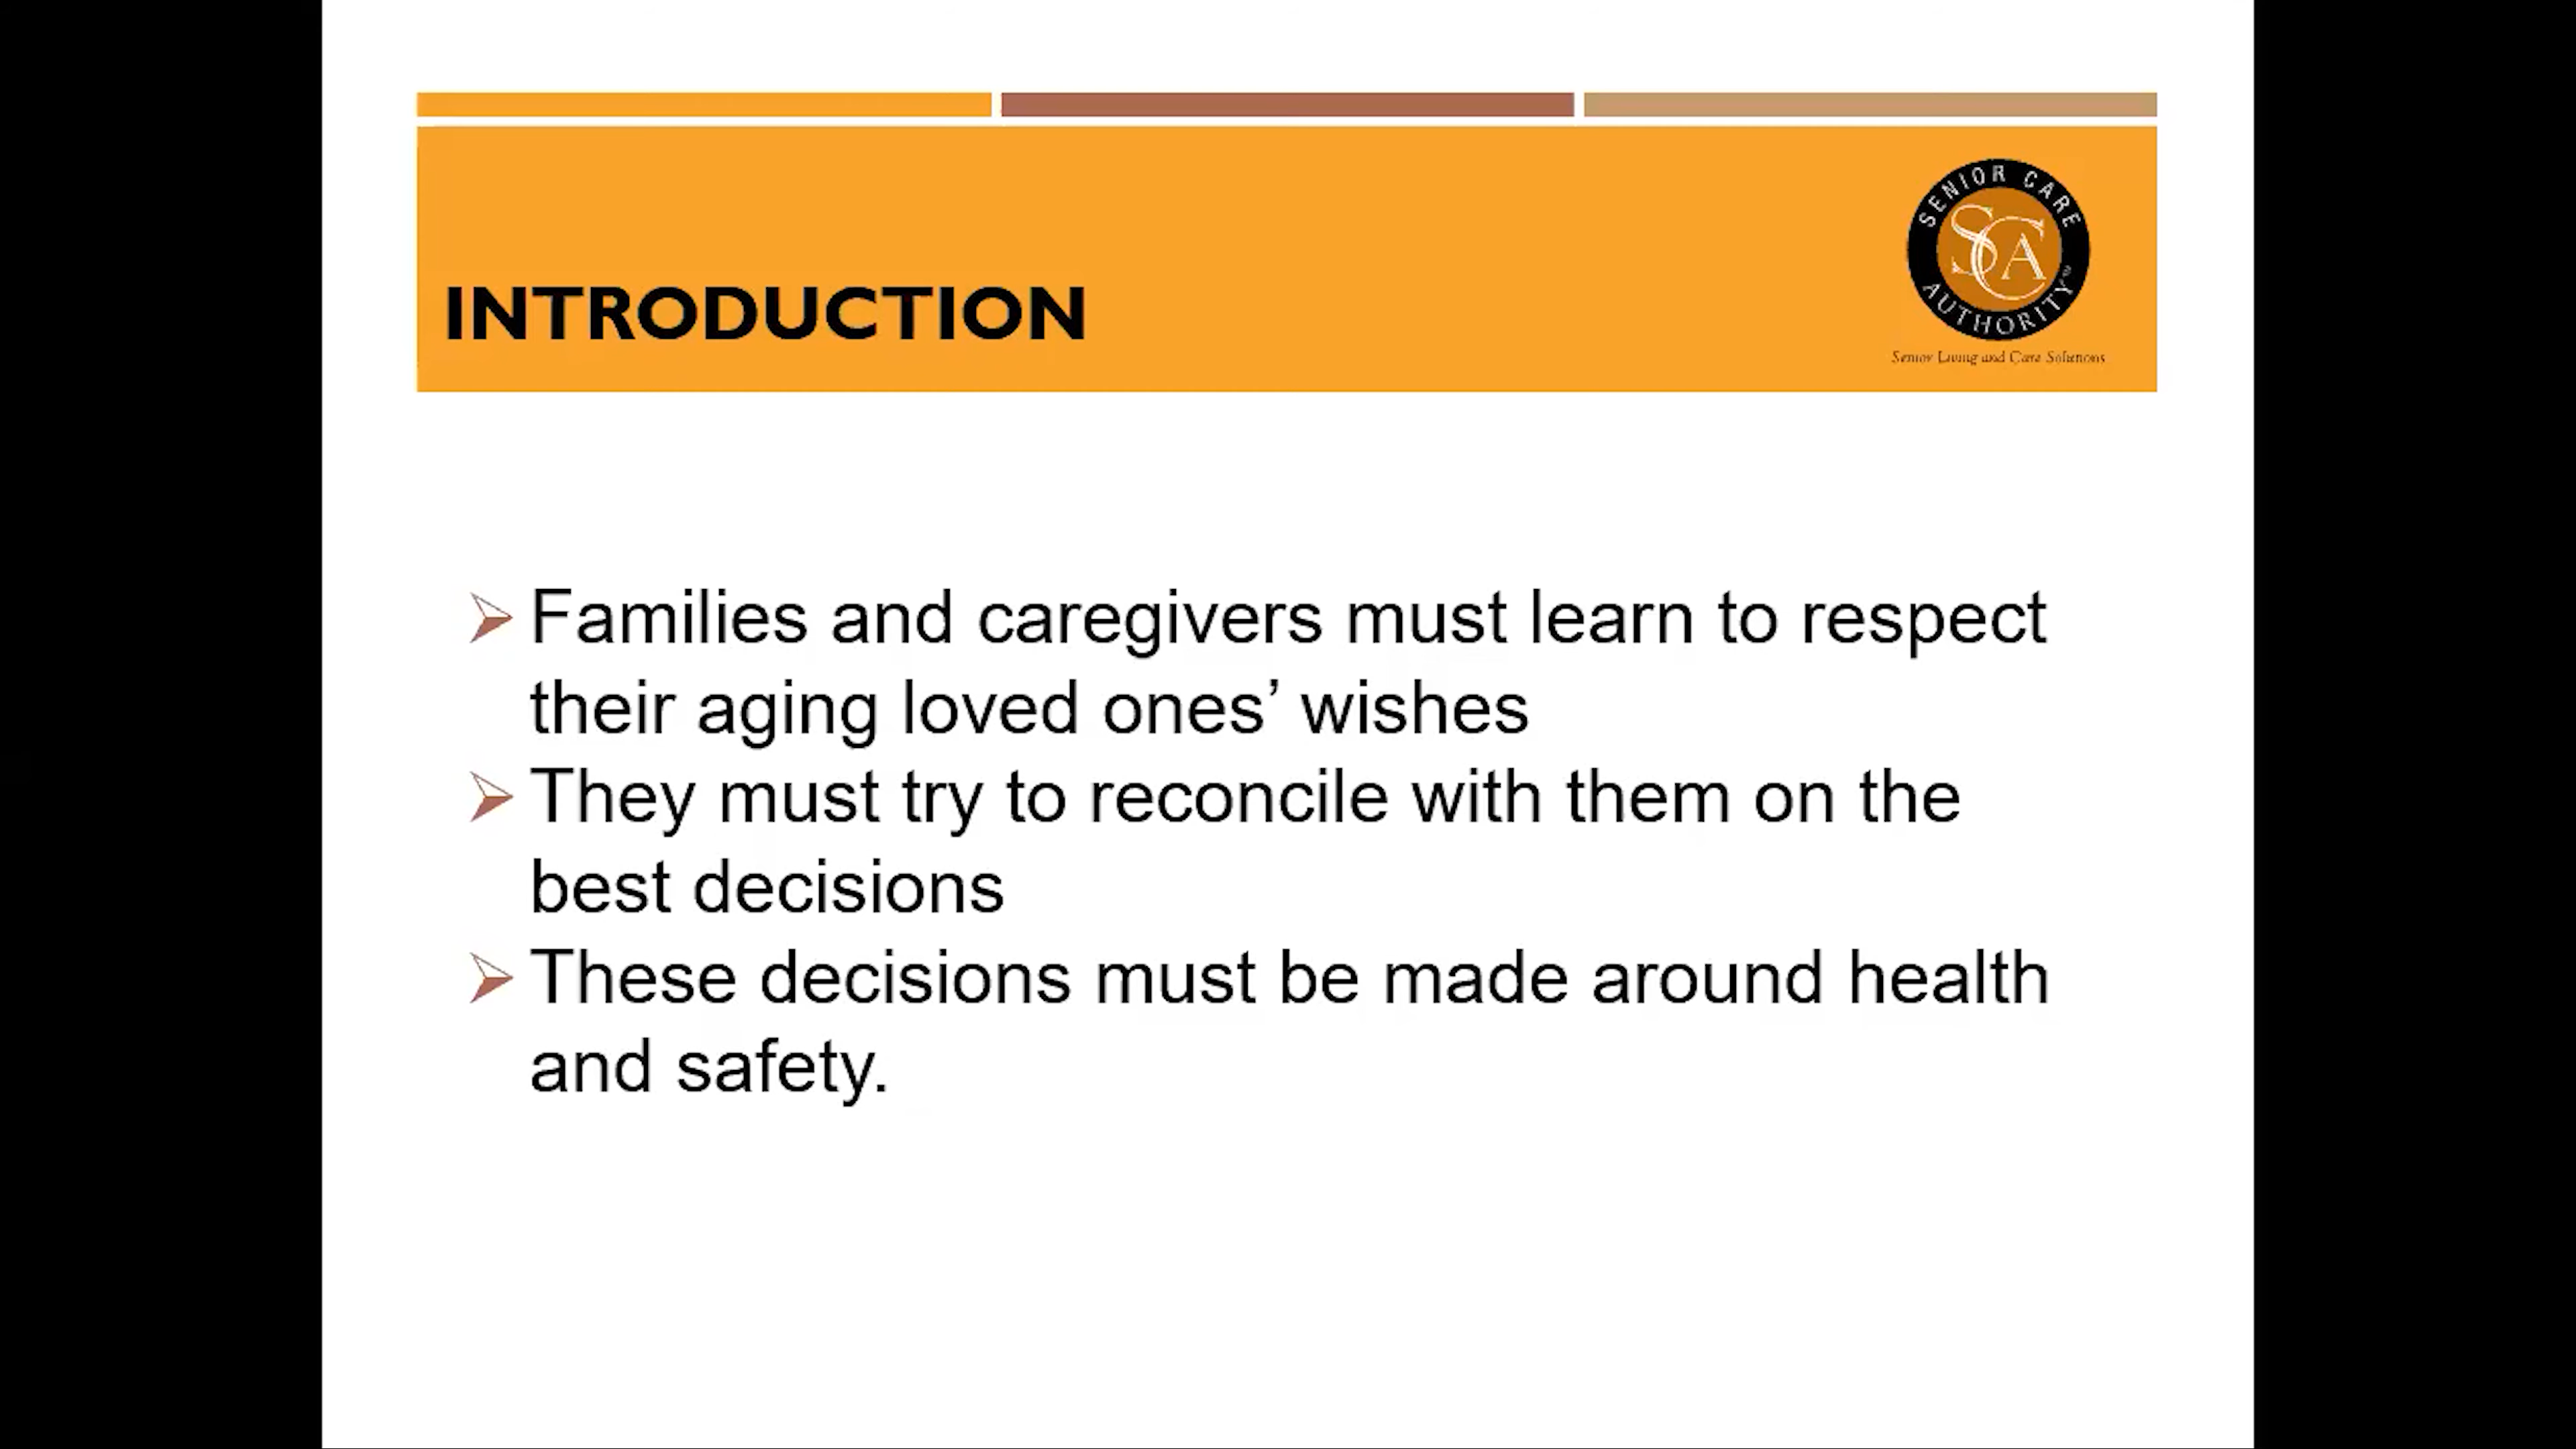 SENIOR CARE
SCA
AUTHORITY
Senior Living and Care Solutions
INTRODUCTION
Families and caregivers must learn to respect
their aging loved ones’ wishes
They must try to reconcile with them on the
best decisions
These decisions must be made around health
and safety.